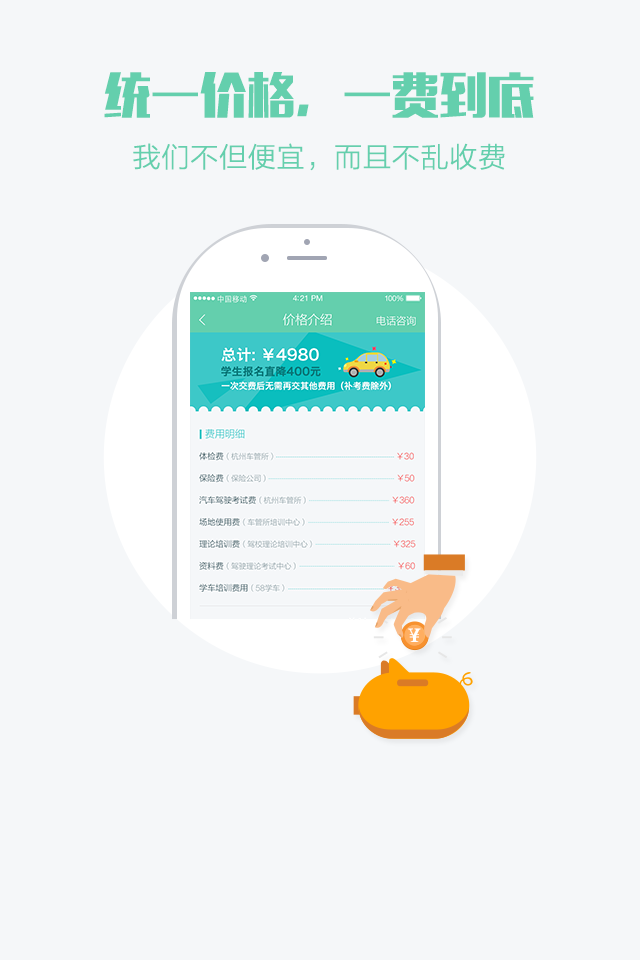 统一价格，一费到底
我们不但便宜，而且不乱收费
中国移动 4:21 PM 100%
价格介绍 电话咨询
总计: ¥4980
学生报名直降400元
一次交费后无需再交其他费用（补考费除外）
费用明细
体检费（杭州车管所） ¥30
保险费（保险公司） ¥50
汽车驾驶考试费（杭州车管所） ¥360
场地使用费（车管所培训中心） ¥255
理论培训费（驾校理论培训中心） ¥325
资料费（驾驶理论考试中心） ¥60
学车培训费用（58学车）
¥